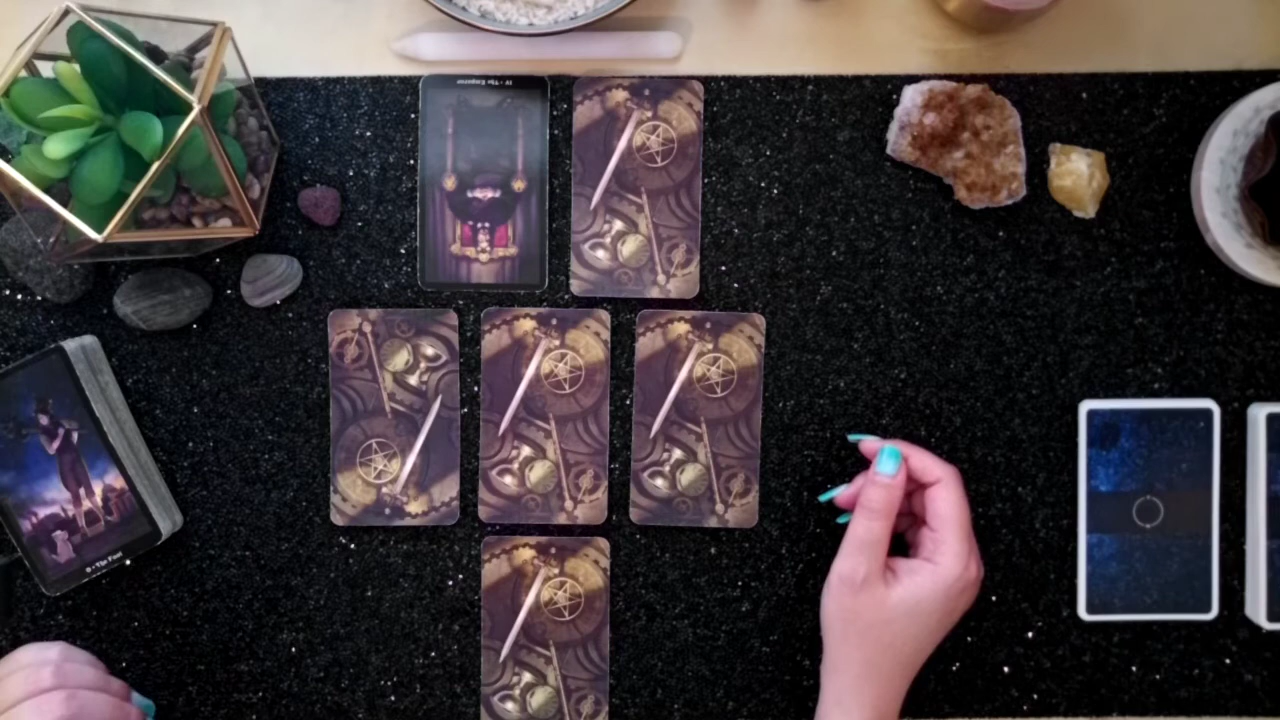 IV • The Emperor
0 • The Fool